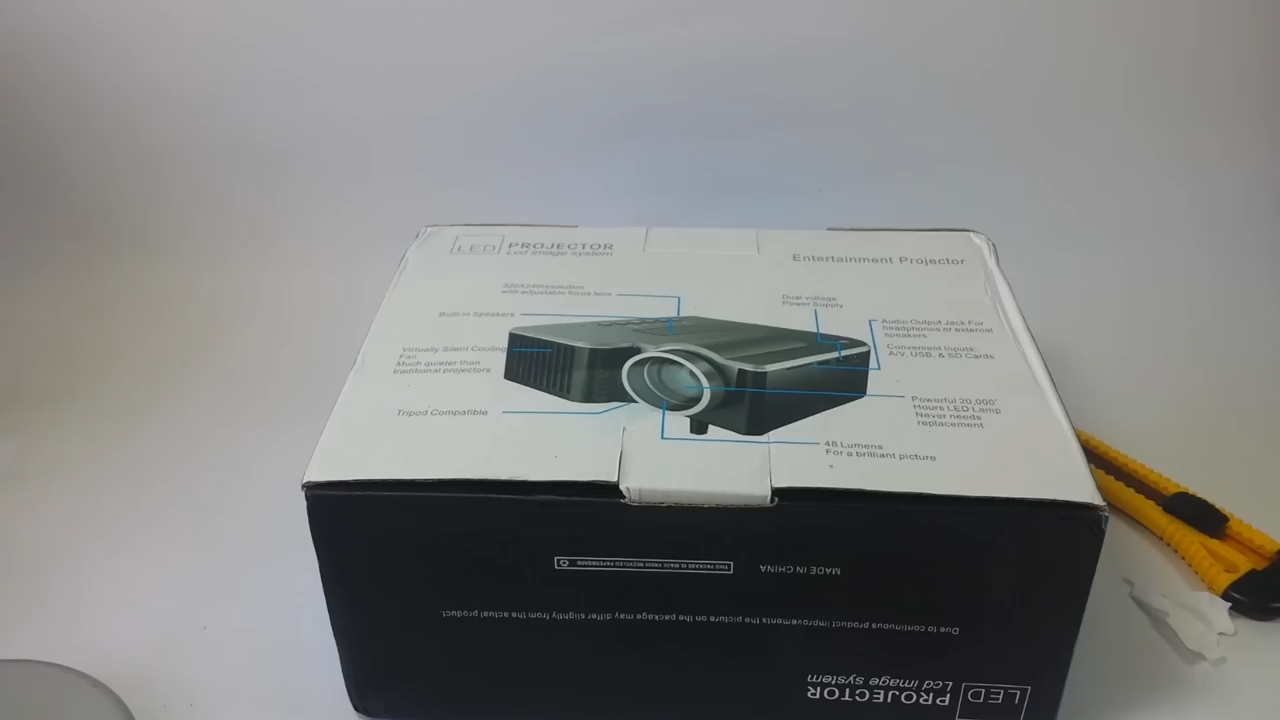 LED PROJECTOR
Lcd image system
Entertainment Projector
320X240resolution
with adjustable focus lens
Built-in Speakers
Virtually Silent Cooling
Fan
Much quieter than
traditional projectors
Tripod Compatible
Dual voltage
Power Supply
Audio Output Jack For
headphones or external
speakers
Convenient Inputs:
A/V, USB, & SD Cards
Powerful 20,000+
Hours LED Lamp
Never needs
replacement
48 Lumens
For a brilliant picture
THIS PACKAGE IS MADE FROM RECYCLED PAPERBOARD
MADE IN CHINA
Due to continuous product improvements the picture on the package may differ slightly from the actual product.
LED PROJECTOR
Lcd image system